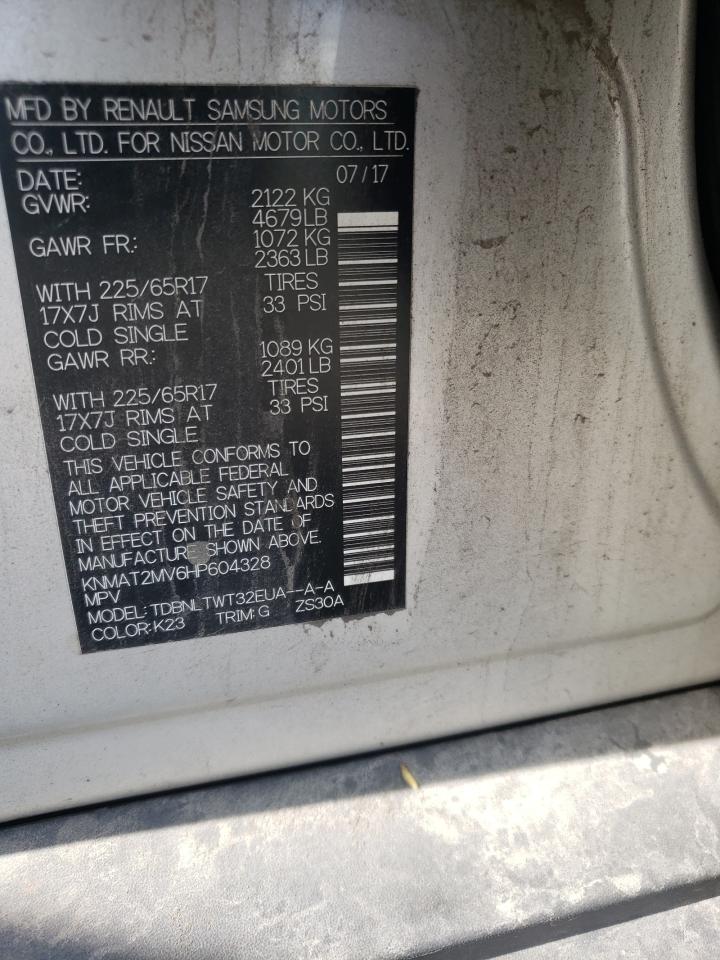 MFD BY RENAULT SAMSUNG MOTORS
CO., LTD. FOR NISSAN MOTOR CO., LTD.
DATE: 07/17
GVWR: 2122 KG
4679 LB
GAWR FR.: 1072 KG
2363 LB
WITH 225/65R17 TIRES
17X7J RIMS AT 33 PSI
COLD SINGLE
GAWR RR.: 1089 KG
2401 LB
WITH 225/65R17 TIRES
17X7J RIMS AT 33 PSI
COLD SINGLE
THIS VEHICLE CONFORMS TO
ALL APPLICABLE FEDERAL
MOTOR VEHICLE SAFETY AND
THEFT PREVENTION STANDARDS
IN EFFECT ON THE DATE OF
MANUFACTURE SHOWN ABOVE.
KNMAT2MV6HP604328
MPV
MODEL: TDBNLTWT32EUA--A-A
COLOR: K23 TRIM: G ZS30A